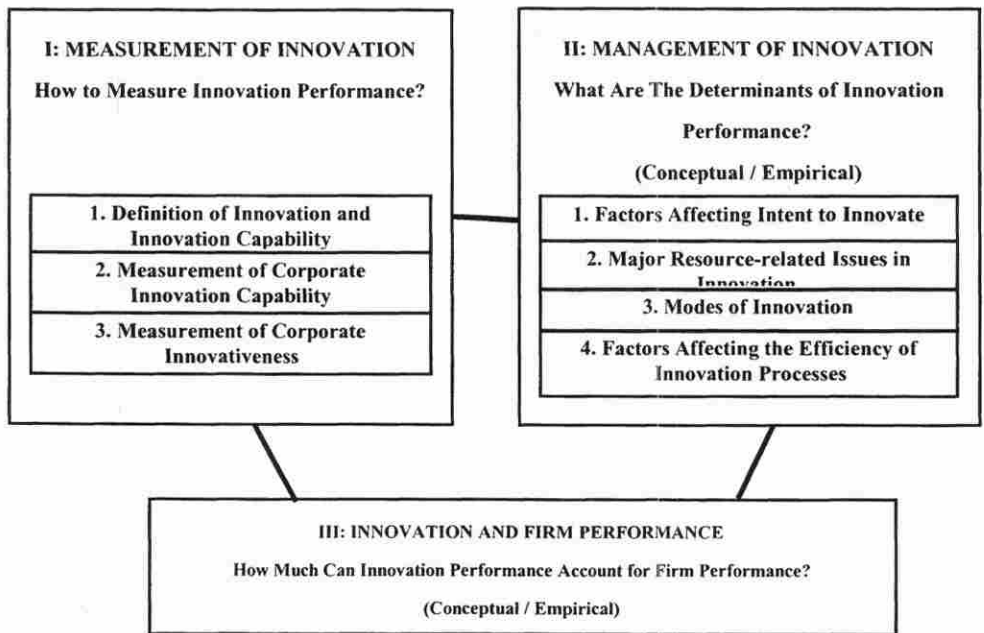 I: MEASUREMENT OF INNOVATION
How to Measure Innovation Performance?
1. Definition of Innovation and
Innovation Capability
2. Measurement of Corporate
Innovation Capability
3. Measurement of Corporate
Innovativeness
II: MANAGEMENT OF INNOVATION
What Are The Determinants of Innovation
Performance?
(Conceptual / Empirical)
1. Factors Affecting Intent to Innovate
2. Major Resource-related Issues in
Innovation
3. Modes of Innovation
4. Factors Affecting the Efficiency of
Innovation Processes
III: INNOVATION AND FIRM PERFORMANCE
How Much Can Innovation Performance Account for Firm Performance?
(Conceptual / Empirical)